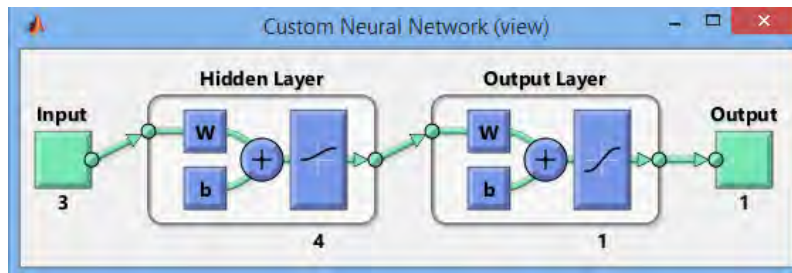 Custom Neural Network (view)
Hidden Layer
Output Layer
Input
Output
W
W
b
b
3
4
1
1